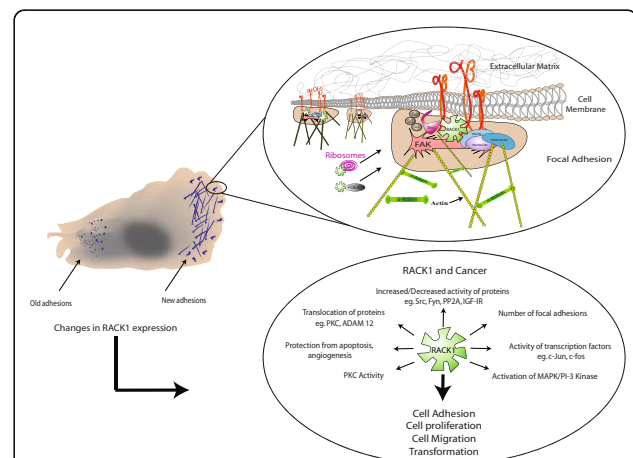 Extracellular Matrix
αβ
Cell
Membrane
RACK1
FAK
Ribosomes
Focal Adhesion
Actin
Old adhesions
New adhesions
Changes in RACK1 expression
RACK1 and Cancer
Increased/Decreased activity of proteins
eg. Src, Fyn, PP2A, IGF-IR
Translocation of proteins
eg. PKC, ADAM 12
Number of focal adhesions
Protection from apoptosis,
angiogenesis
RACK1
Activity of transcription factors
eg. c-Jun, c-fos
PKC Activity
Activation of MAPK/PI-3 Kinase
Cell Adhesion
Cell proliferation
Cell Migration
Transformation